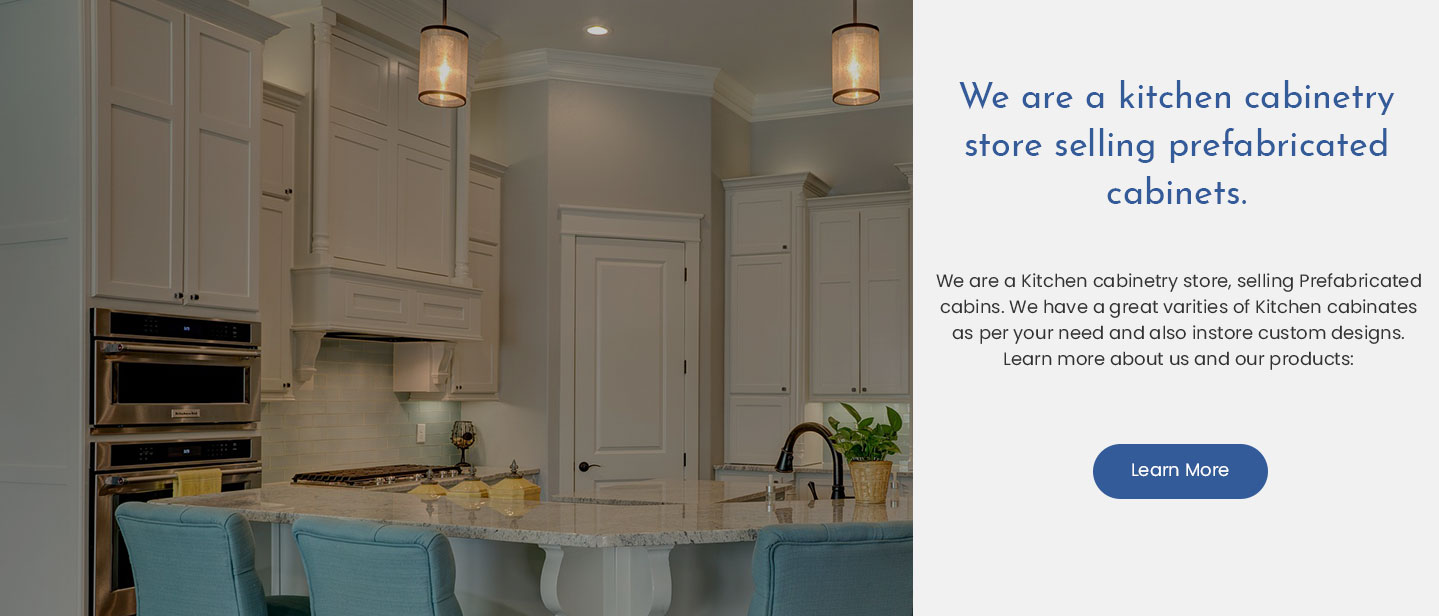 We are a kitchen cabinetry
store selling prefabricated
cabinets.
We are a Kitchen cabinetry store, selling Prefabricated
cabins. We have a great varities of Kitchen cabinates
as per your need and also instore custom designs.
Learn more about us and our products:
Learn More